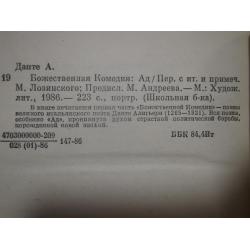 Данте А.
19 Божественная Комедия: Ад / Пер. с ит. и примеч.
М. Лозинского; Предисл. М. Андреева. — М.: Худож.
лит., 1986. — 223 с., портр. (Школьная б-ка).
В книге печатается первая часть «Божественной Комедии» — поэмы
великого итальянского поэта Данте Алигьери (1265—1321). Вся поэма,
особенно «Ад», проникнута духом страстной политической борьбы,
порожденной новой эпохой.
4703000000-209
028 (01)-86
147-86
ББК 84.4Ит